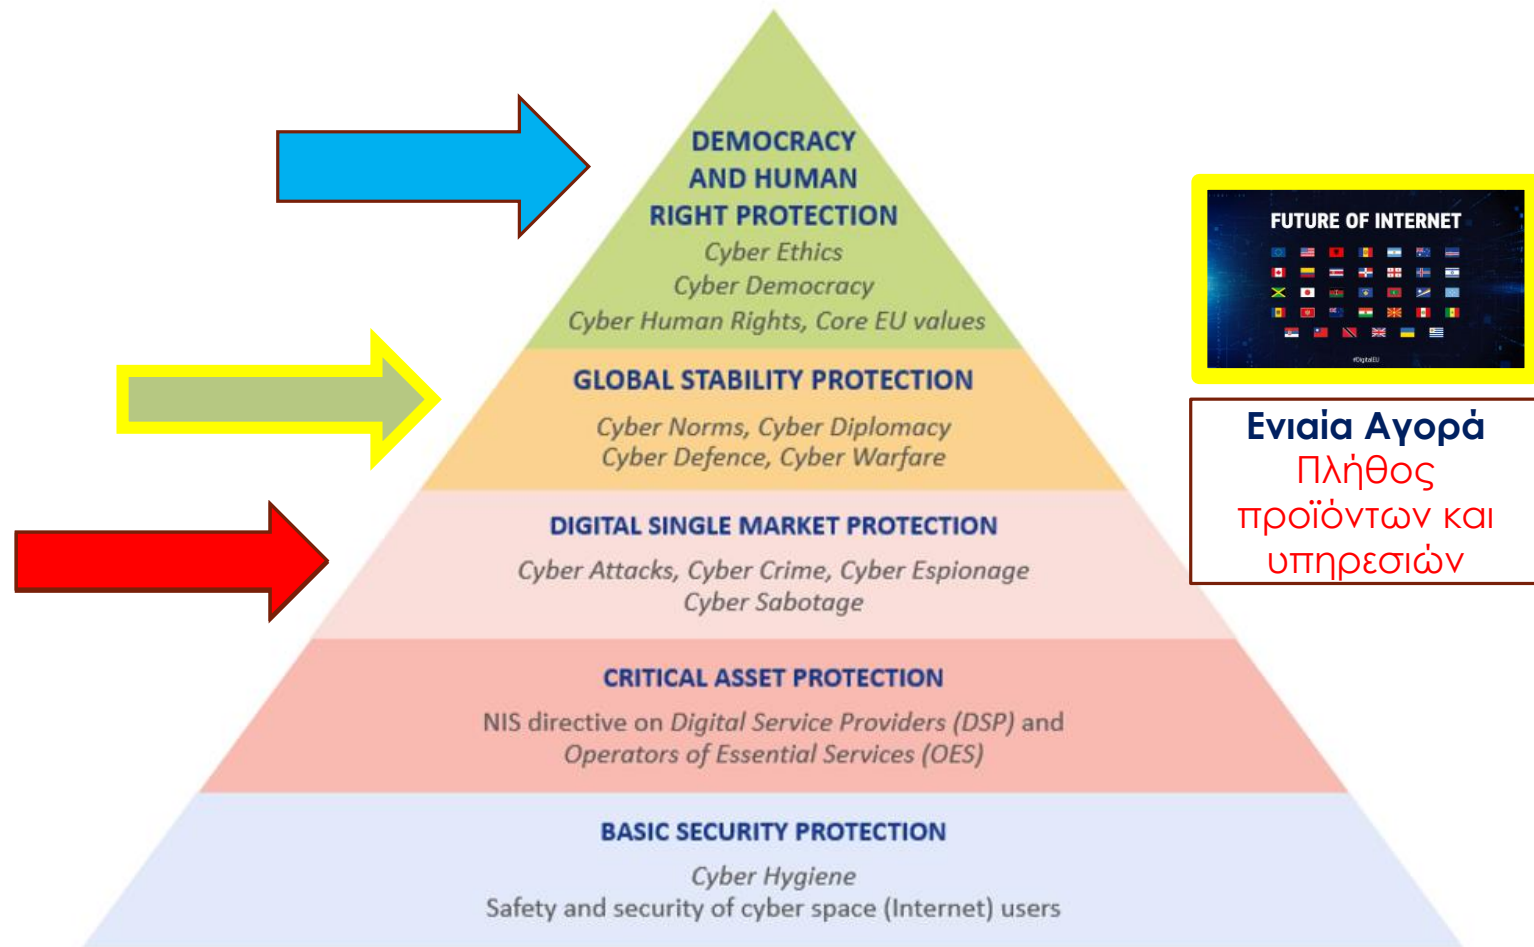 DEMOCRACY
AND HUMAN
RIGHT PROTECTION
Cyber Ethics
Cyber Democracy
Cyber Human Rights, Core EU values
GLOBAL STABILITY PROTECTION
Cyber Norms, Cyber Diplomacy
Cyber Defence, Cyber Warfare
DIGITAL SINGLE MARKET PROTECTION
Cyber Attacks, Cyber Crime, Cyber Espionage
Cyber Sabotage
CRITICAL ASSET PROTECTION
NIS directive on Digital Service Providers (DSP) and
Operators of Essential Services (OES)
BASIC SECURITY PROTECTION
Cyber Hygiene
Safety and security of cyber space (Internet) users
FUTURE OF INTERNET
#DigitalEU
Ενιαία Αγορά
Πλήθος
προϊόντων και
υπηρεσιών